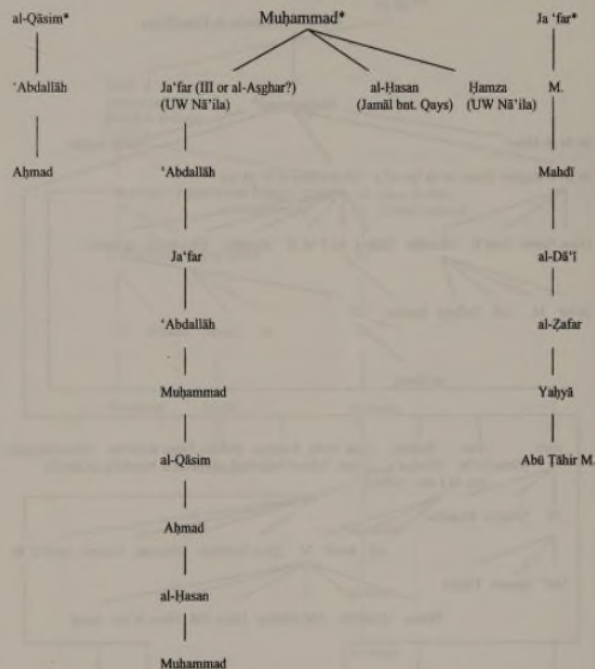 al-Qāsim* Muḥammad* Ja‘far*
‘Abdallāh Ja‘far (III or al-Aṣghar?) al-Ḥasan Ḥamza M.
(UW Nā’ila) (Jamāl bnt. Qays) (UW Nā’ila)
Aḥmad ‘Abdallāh Mahdī
Ja‘far al-Dā‘ī
‘Abdallāh al-Ẓafar
Muḥammad Yaḥyā
al-Qāsim Abū Ṭāhir M.
Aḥmad
al-Ḥasan
Muḥammad